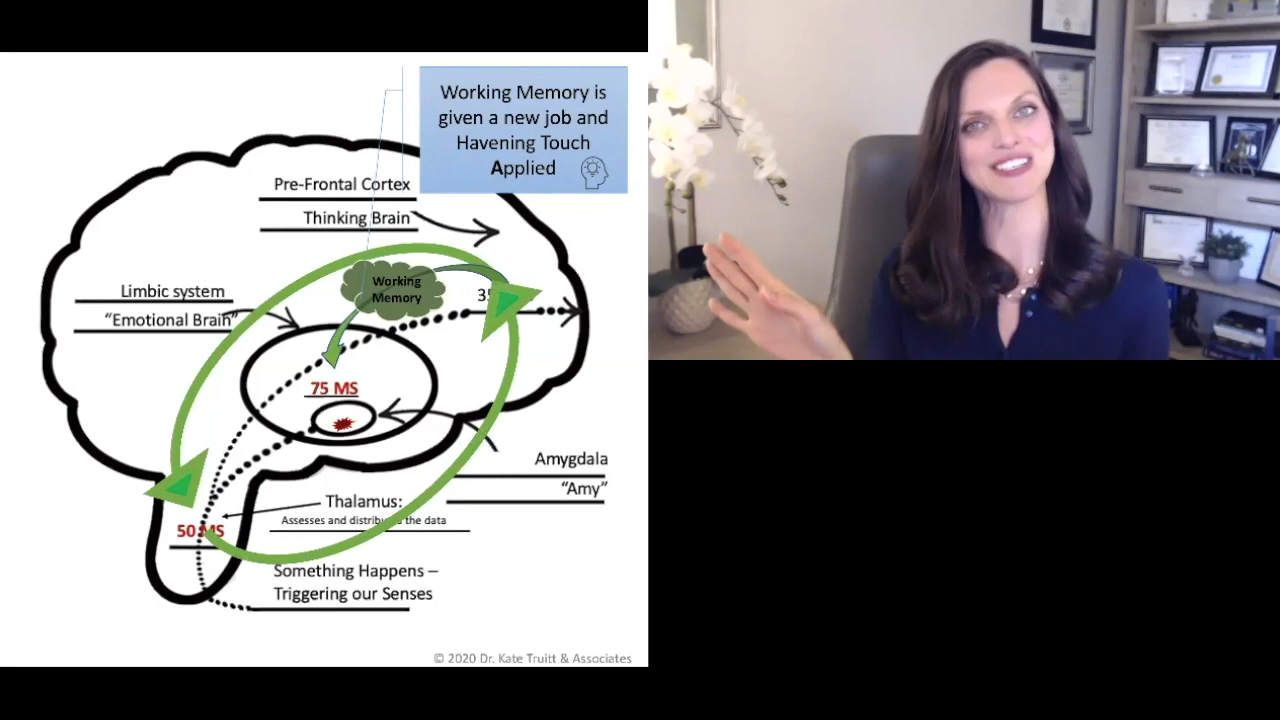 Working Memory is
given a new job and
Havening Touch
Applied
Pre-Frontal Cortex
Thinking Brain
Limbic system
“Emotional Brain”
Working
Memory
75 MS
Amygdala
“Amy”
Thalamus:
Assesses and the data
50 MS
Something Happens –
Triggering our Senses
© 2020 Dr. Kate Truitt & Associates